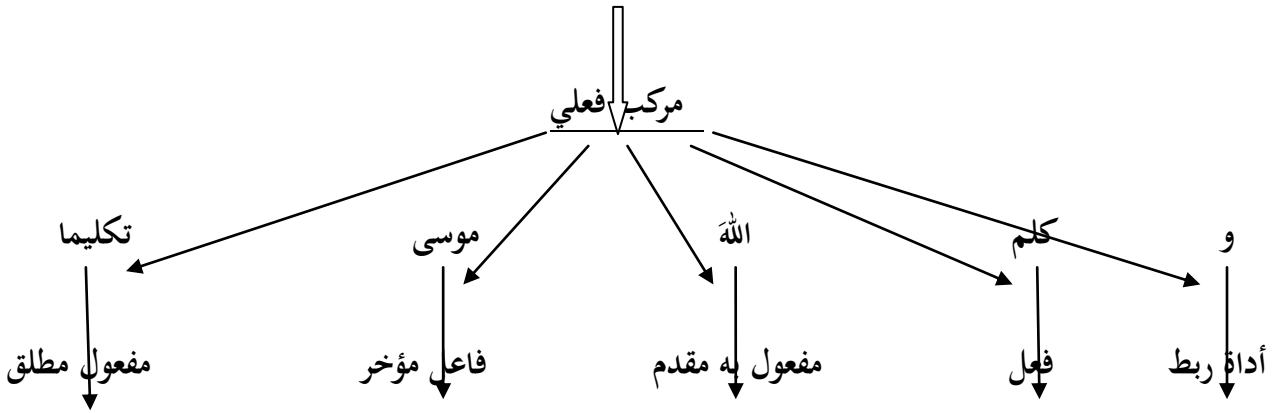 مركب فعلي
و كلم اللهَ موسى تكليما
أداة ربط فعل مفعول به مقدم فاعل مؤخر مفعول مطلق